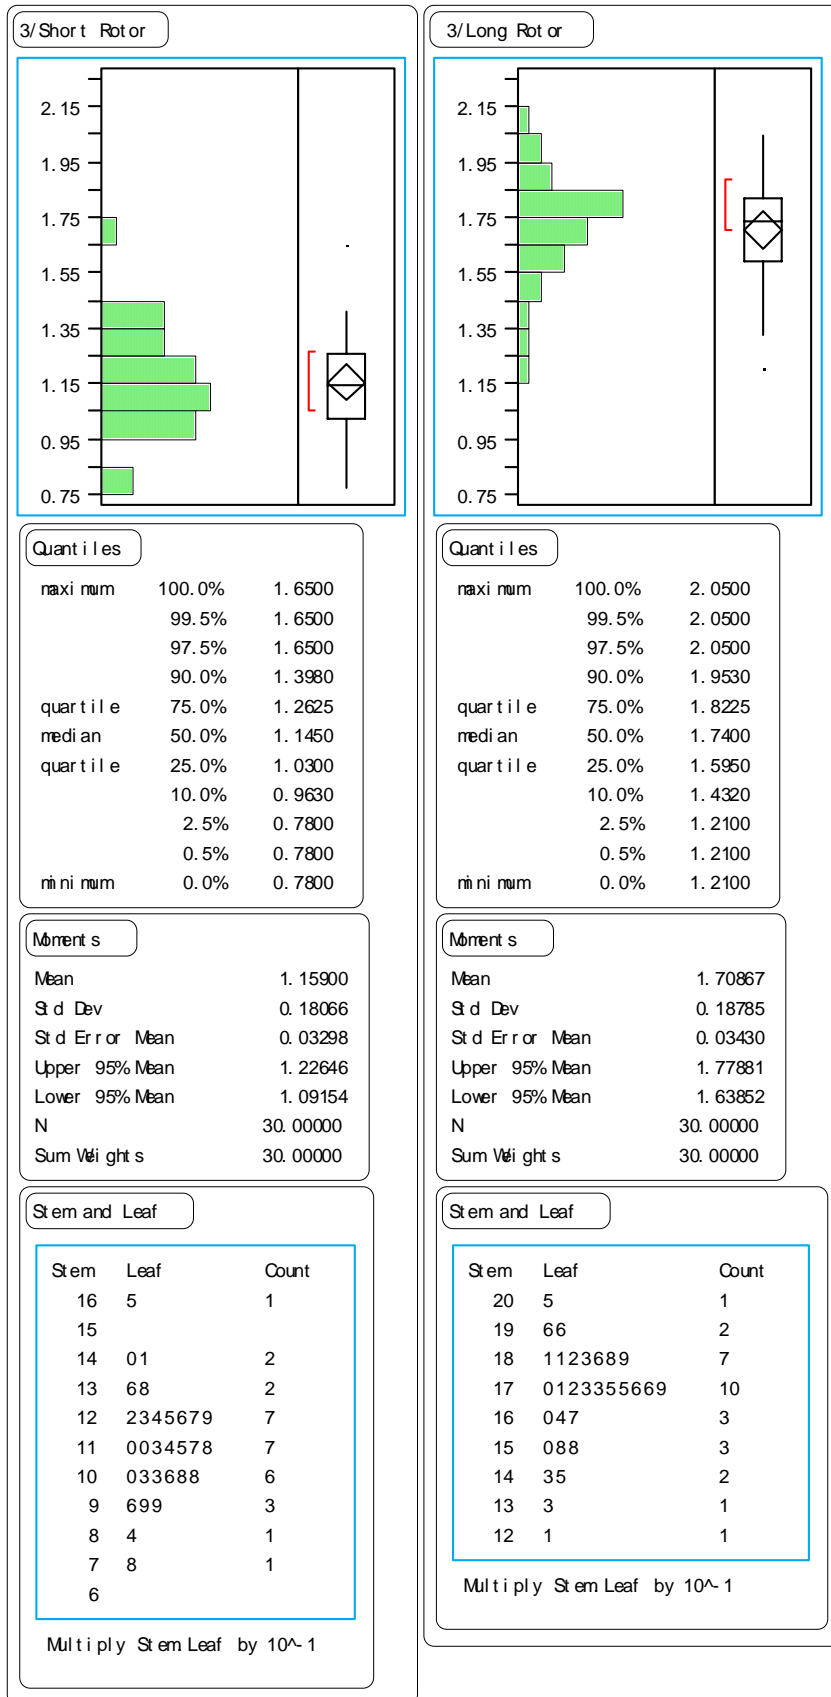 3/Short Rotor
2.15
1.95
1.75
1.55
1.35
1.15
0.95
0.75
Quantiles
maximum 100.0% 1.6500
99.5% 1.6500
97.5% 1.6500
90.0% 1.3980
quartile 75.0% 1.2625
median 50.0% 1.1450
quartile 25.0% 1.0300
10.0% 0.9630
2.5% 0.7800
0.5% 0.7800
minimum 0.0% 0.7800
Moments
Mean 1.15900
Std Dev 0.18066
Std Error Mean 0.03298
Upper 95% Mean 1.22646
Lower 95% Mean 1.09154
N 30.00000
Sum Weights 30.00000
Stem and Leaf
Stem Leaf Count
16 5 1
15
14 01 2
13 68 2
12 2345679 7
11 0034578 7
10 033688 6
9 699 3
8 4 1
7 8 1
6
Multiply Stem.Leaf by 10^-1
3/Long Rotor
2.15
1.95
1.75
1.55
1.35
1.15
0.95
0.75
Quantiles
maximum 100.0% 2.0500
99.5% 2.0500
97.5% 2.0500
90.0% 1.9530
quartile 75.0% 1.8225
median 50.0% 1.7400
quartile 25.0% 1.5950
10.0% 1.4320
2.5% 1.2100
0.5% 1.2100
minimum 0.0% 1.2100
Moments
Mean 1.70867
Std Dev 0.18785
Std Error Mean 0.03430
Upper 95% Mean 1.77881
Lower 95% Mean 1.63852
N 30.00000
Sum Weights 30.00000
Stem and Leaf
Stem Leaf Count
20 5 1
19 66 2
18 1123689 7
17 0123355669 10
16 047 3
15 088 3
14 35 2
13 3 1
12 1 1
Multiply Stem.Leaf by 10^-1